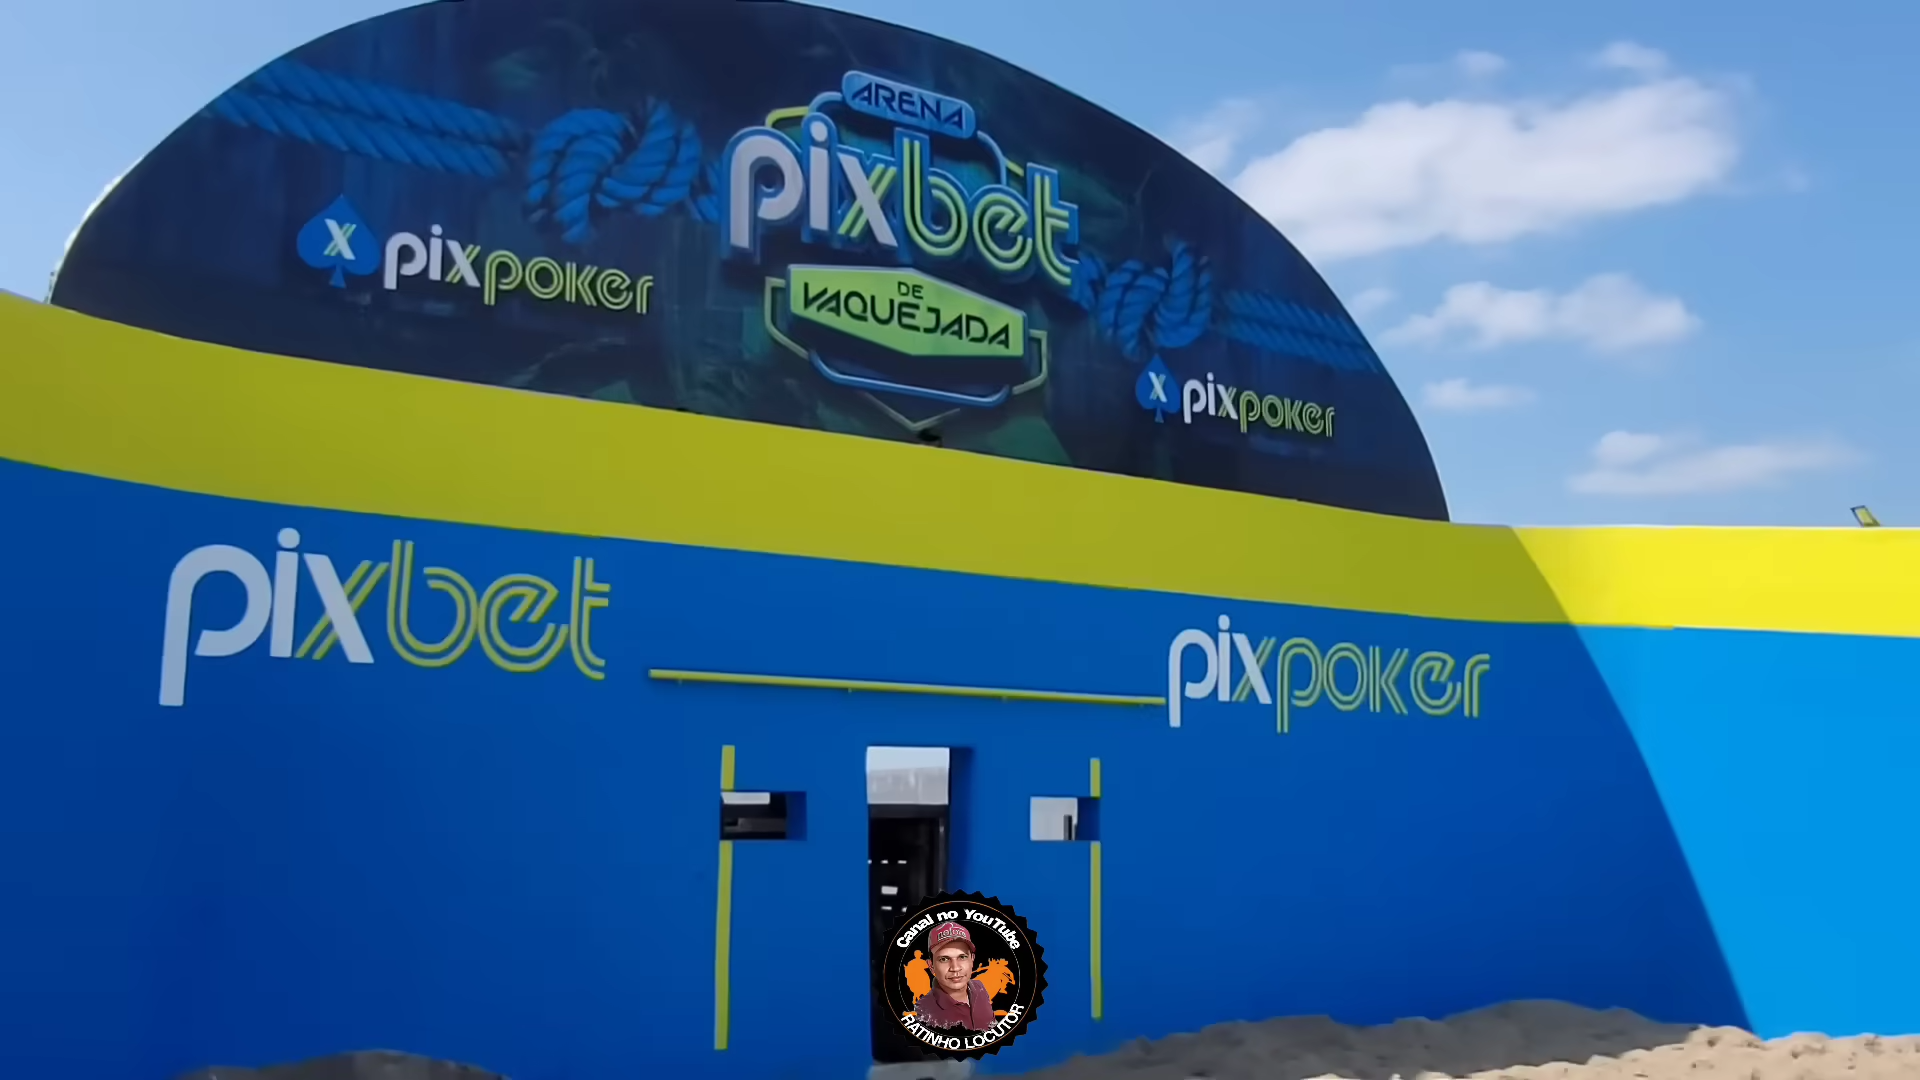 ARENA
pixbet
DE
VAQUEJADA
X pixpoker
X pixpoker
pixbet
pixpoker
Canal no YouTube
RATINHO LOCUTOR